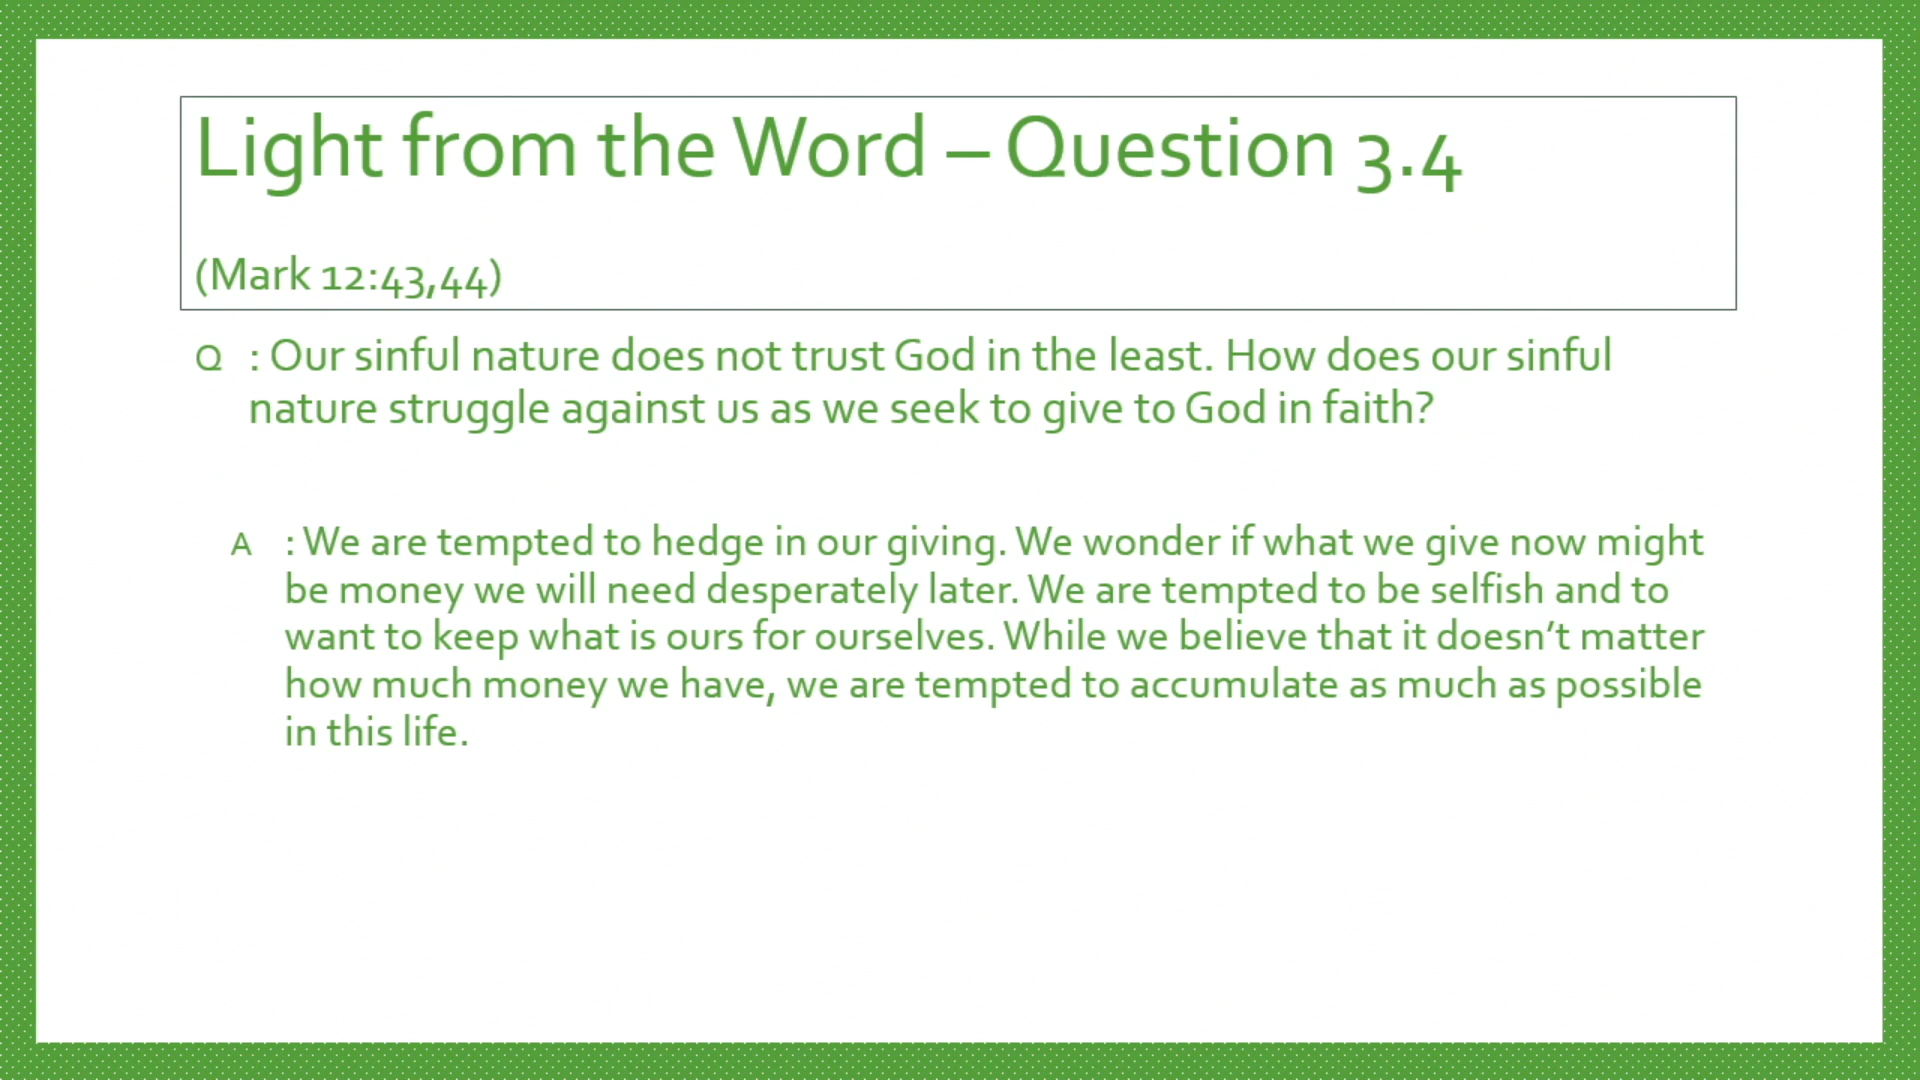 Light from the Word – Question 3.4
(Mark 12:43,44)
Q : Our sinful nature does not trust God in the least. How does our sinful
nature struggle against us as we seek to give to God in faith?
A : We are tempted to hedge in our giving. We wonder if what we give now might
be money we will need desperately later. We are tempted to be selfish and to
want to keep what is ours for ourselves. While we believe that it doesn’t matter
how much money we have, we are tempted to accumulate as much as possible
in this life.